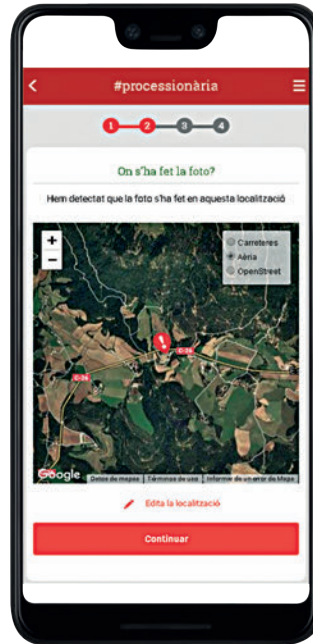 #processionària
1 2 3 4
On s'ha fet la foto?
Hem detectat que la foto s'ha fet en aquesta localització
+
−
Carreteres
Aèria
OpenStreet
!
C-26
C-26
Google
Datos de mapas Términos de uso Informar de un error de Maps
Edita la localització
Continuar